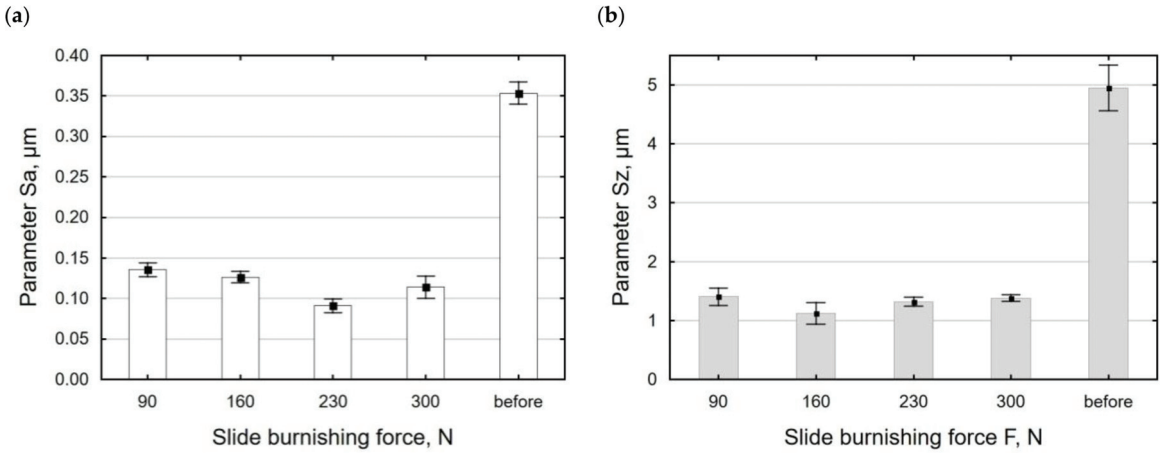 (a)
Parameter Sa, µm
0.40
0.35
0.30
0.25
0.20
0.15
0.10
0.05
0.00
90 160 230 300 before
Slide burnishing force, N
(b)
Parameter Sz, µm
5
4
3
2
1
0
90 160 230 300 before
Slide burnishing force F, N